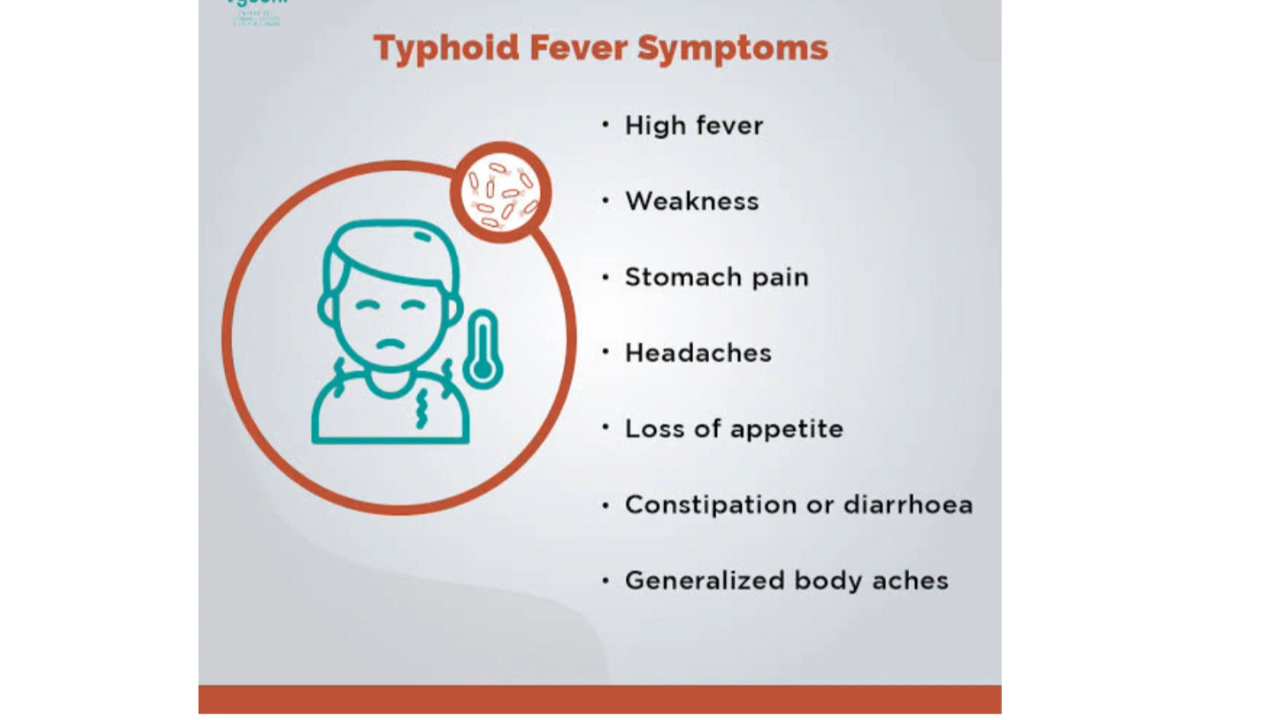 Typhoid Fever Symptoms
• High fever
• Weakness
• Stomach pain
• Headaches
• Loss of appetite
• Constipation or diarrhoea
• Generalized body aches